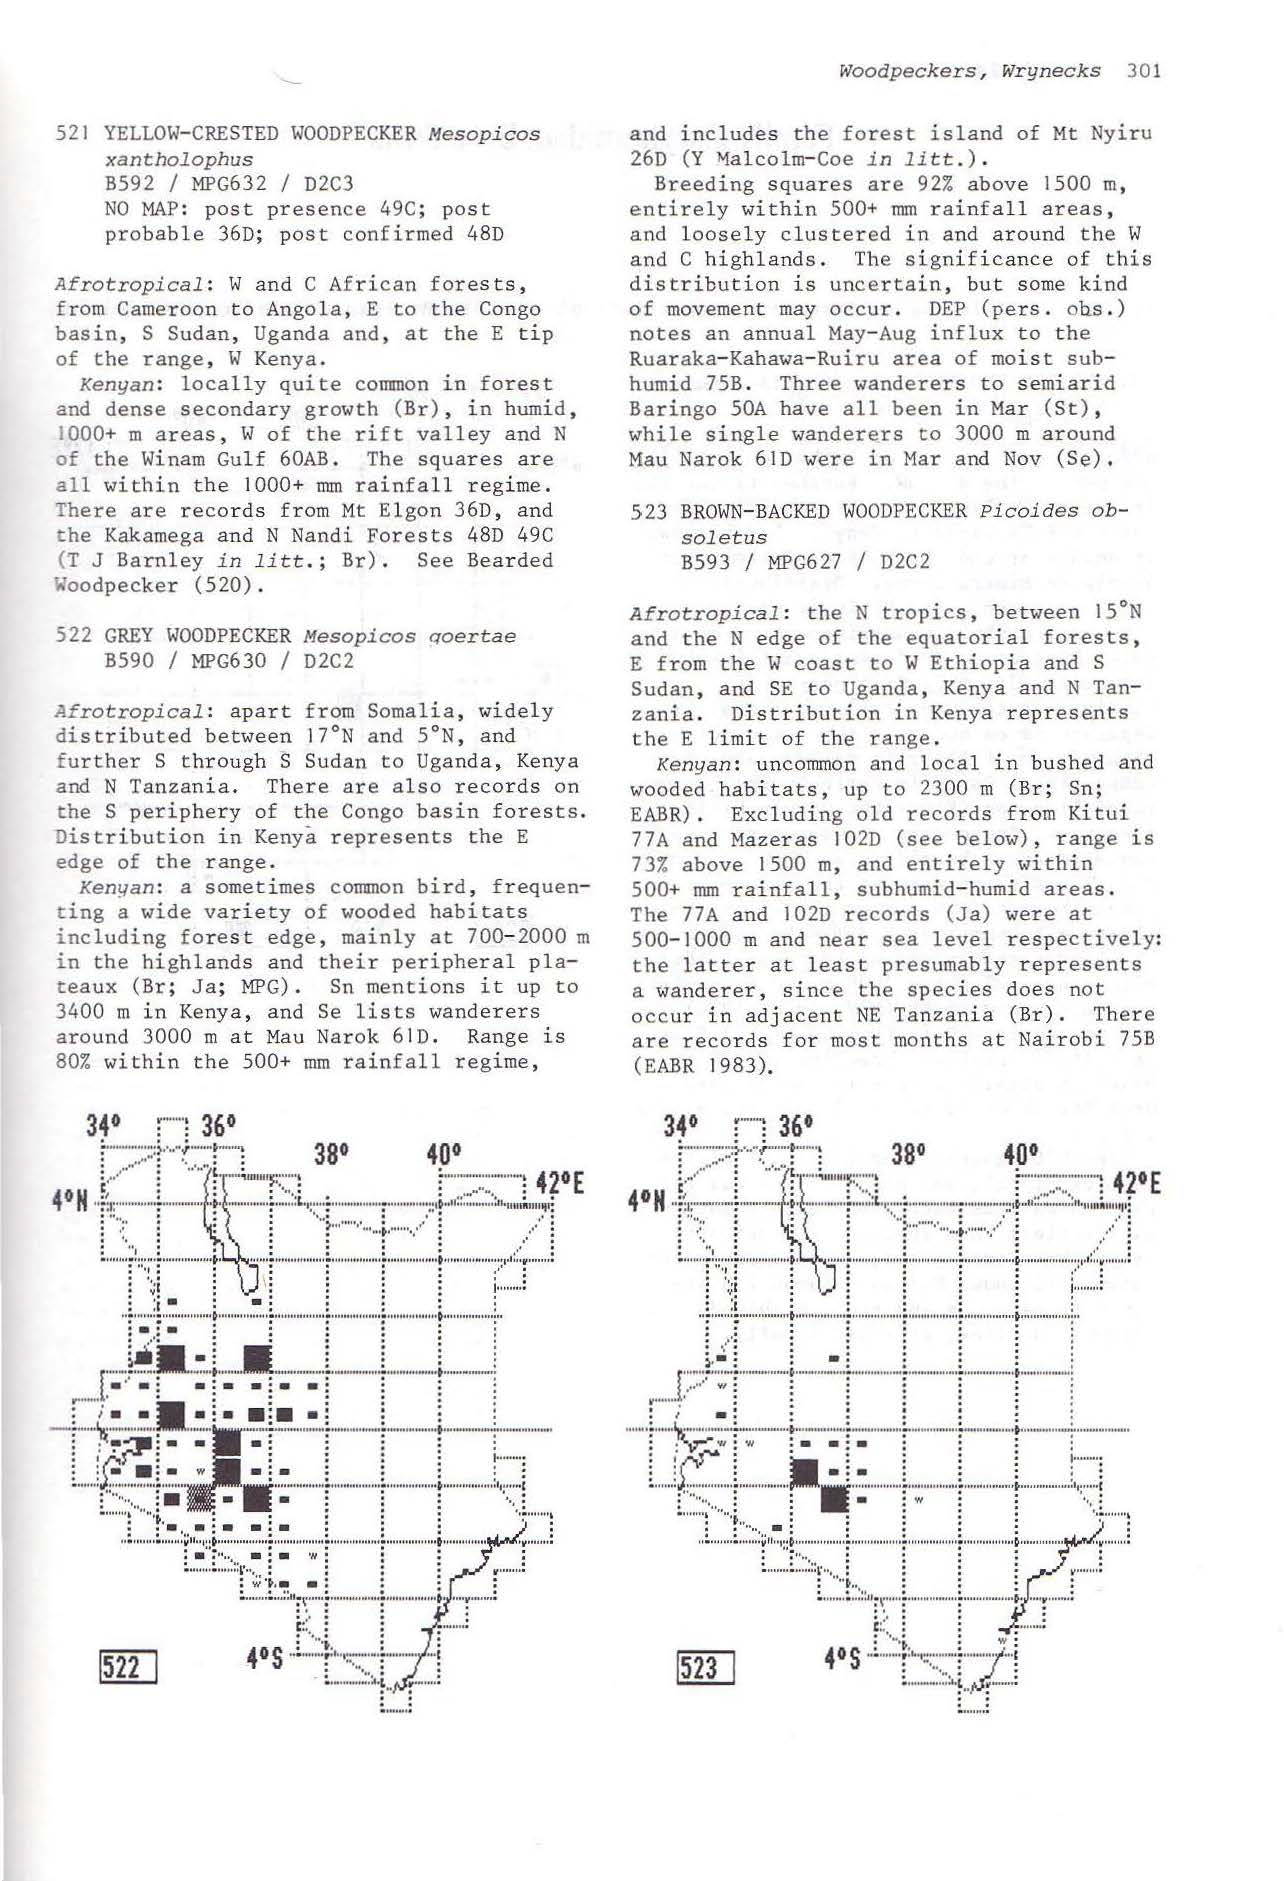 Woodpeckers, Wrynecks 301
521 YELLOW-CRESTED WOODPECKER Mesopicos
xantholophus
B592 / MPG632 / D2C3
NO MAP: post presence 49C; post
probable 36D; post confirmed 48D
Afrotropical: W and C African forests,
from Cameroon to Angola, E to the Congo
basin, S Sudan, Uganda and, at the E tip
of the range, W Kenya.
Kenyan: locally quite common in forest
and dense secondary growth (Br), in humid,
1000+ m areas, W of the rift valley and N
of the Winam Gulf 60AB. The squares are
all within the 1000+ mm rainfall regime.
There are records from Mt Elgon 36D, and
the Kakamega and N Nandi Forests 48D 49C
(T J Barnley in litt.; Br). See Bearded
Woodpecker (520).
522 GREY WOODPECKER Mesopicos goertae
B590 / MPG630 / D2C2
Afrotropical: apart from Somalia, widely
distributed between 17°N and 5°N, and
further S through S Sudan to Uganda, Kenya
and N Tanzania. There are also records on
the S periphery of the Congo basin forests.
Distribution in Kenya represents the E
edge of the range.
Kenyan: a sometimes common bird, frequen-
ting a wide variety of wooded habitats
including forest edge, mainly at 700-2000 m
in the highlands and their peripheral pla-
teaux (Br; Ja; MPG). Sn mentions it up to
3400 m in Kenya, and Se lists wanderers
around 3000 m at Mau Narok 61D. Range is
80% within the 500+ mm rainfall regime,
and includes the forest island of Mt Nyiru
26D (Y Malcolm-Coe in litt.).
Breeding squares are 92% above 1500 m,
entirely within 500+ mm rainfall areas,
and loosely clustered in and around the W
and C highlands. The significance of this
distribution is uncertain, but some kind
of movement may occur. DEP (pers. obs.)
notes an annual May-Aug influx to the
Ruaraka-Kahawa-Ruiru area of moist sub-
humid 75B. Three wanderers to semiarid
Baringo 50A have all been in Mar (St),
while single wanderers to 3000 m around
Mau Narok 61D were in Mar and Nov (Se).
523 BROWN-BACKED WOODPECKER Picoides ob-
soletus
B593 / MPG627 / D2C2
Afrotropical: the N tropics, between 15°N
and the N edge of the equatorial forests,
E from the W coast to W Ethiopia and S
Sudan, and SE to Uganda, Kenya and N Tan-
zania. Distribution in Kenya represents
the E limit of the range.
Kenyan: uncommon and local in bushed and
wooded habitats, up to 2300 m (Br; Sn;
EABR). Excluding old records from Kitui
77A and Mazeras 102D (see below), range is
73% above 1500 m, and entirely within
500+ mm rainfall, subhumid-humid areas.
The 77A and 102D records (Ja) were at
500-1000 m and near sea level respectively:
the latter at least presumably represents
a wanderer, since the species does not
occur in adjacent NE Tanzania (Br). There
are records for most months at Nairobi 75B
(EABR 1983).
34° 36°
38° 40°
42°E
4°N
w
w
w
4°S
522
34° 36°
38° 40°
42°E
4°N
w
w w
w
w
4°S
523